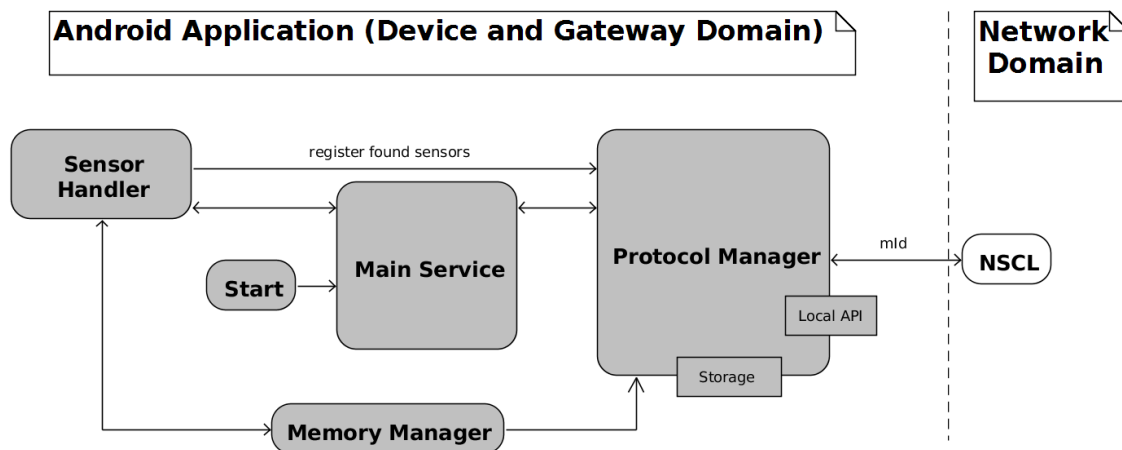 Android Application (Device and Gateway Domain)
Network
Domain
register found sensors
Sensor
Handler
Main Service
Protocol Manager
mId
NSCL
Start
Local API
Storage
Memory Manager